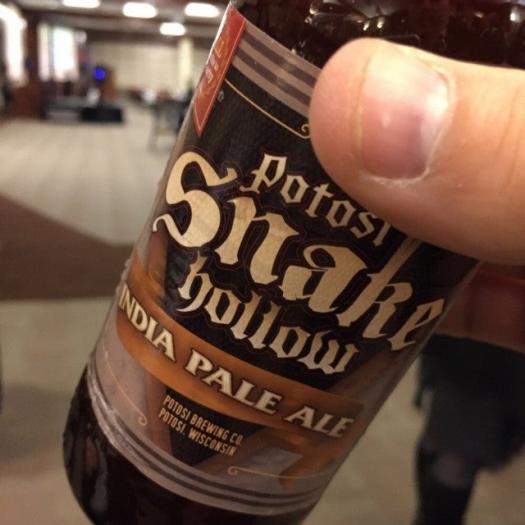 Potosi
Snake
hollow
INDIA PALE ALE
POTOSI BREWING CO.
POTOSI, WISCONSIN